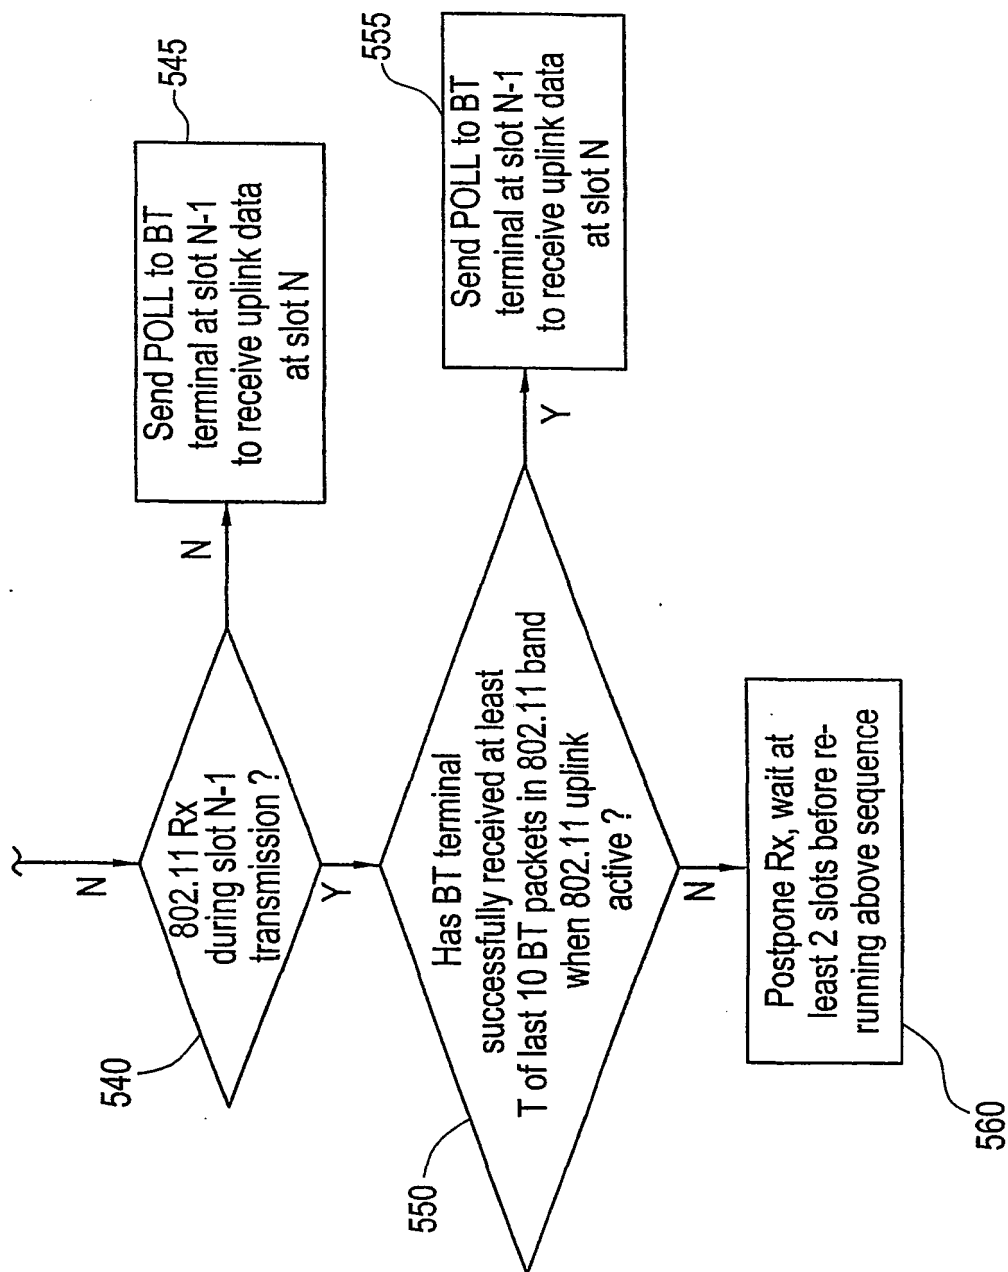 N
802.11 Rx
during slot N-1
transmission ?
540
N
Send POLL to BT
terminal at slot N-1
to receive uplink data
at slot N
545
Y
Has BT terminal
successfully received at least
T of last 10 BT packets in 802.11 band
when 802.11 uplink
active ?
550
Y
Send POLL to BT
terminal at slot N-1
to receive uplink data
at slot N
555
N
Postpone Rx, wait at
least 2 slots before re-
running above sequence
560